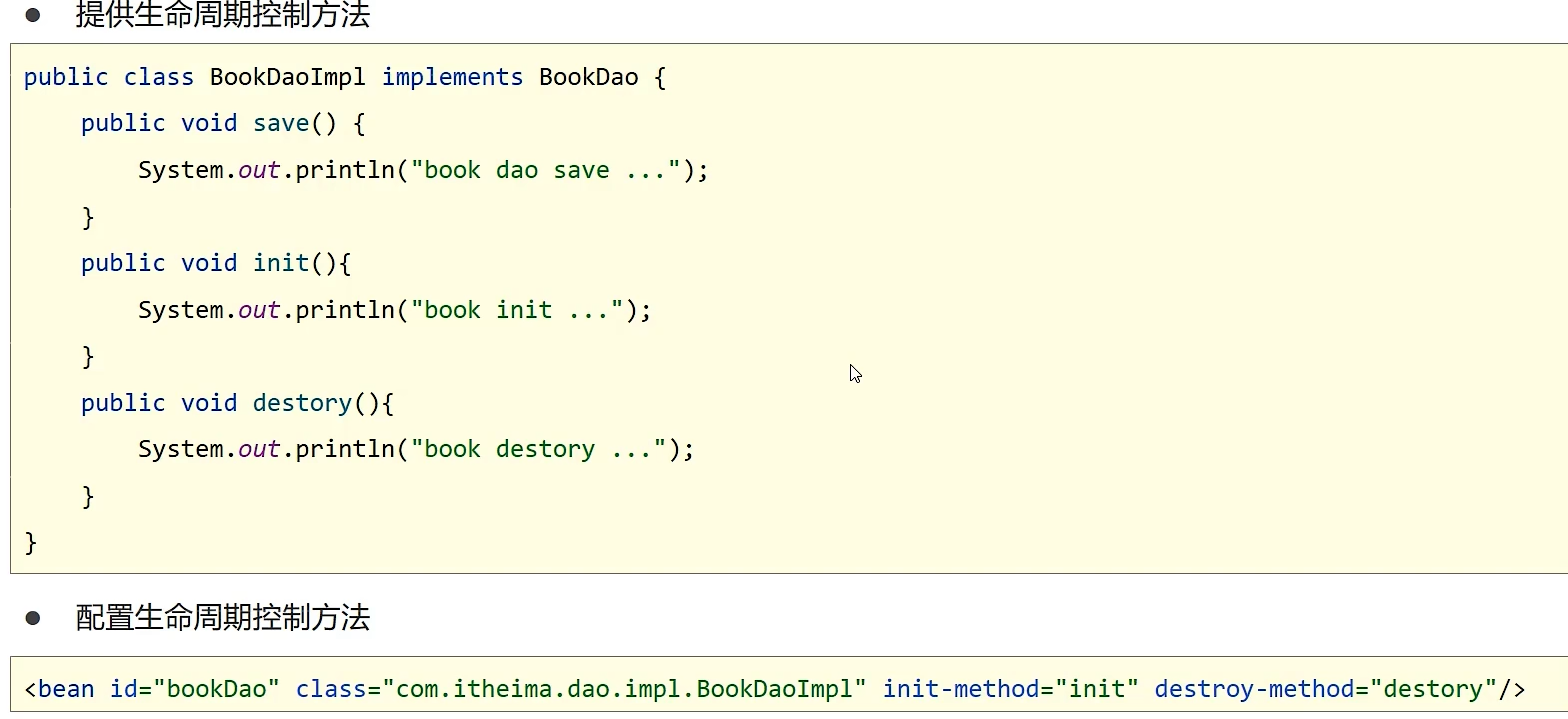 ● 提供生命周期控制方法
public class BookDaoImpl implements BookDao {
    public void save() {
        System.out.println("book dao save ...");
    }
    public void init(){
        System.out.println("book init ...");
    }
    public void destory(){
        System.out.println("book destory ...");
    }
}
● 配置生命周期控制方法
<bean id="bookDao" class="com.itheima.dao.impl.BookDaoImpl" init-method="init" destroy-method="destory"/>